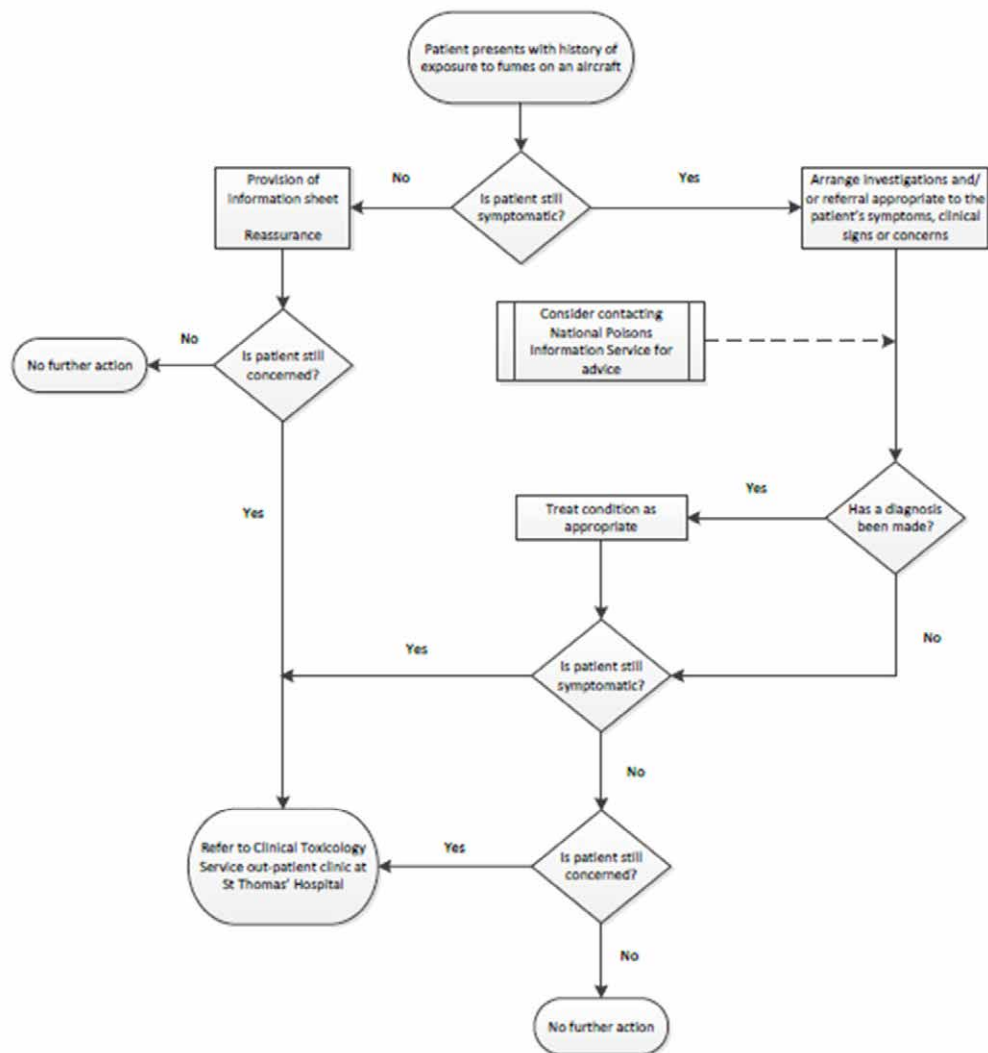 Patient presents with history of
exposure to fumes on an aircraft
No
Yes
Provision of
information sheet
Reassurance
Is patient still
symptomatic?
Arrange investigations and/
or referral appropriate to the
patient's symptoms, clinical
signs or concerns
Consider contacting
National Poisons
Information Service for
advice
No
No further action
Is patient still
concerned?
Yes
Yes
Treat condition as
appropriate
Has a diagnosis
been made?
Yes
No
Is patient still
symptomatic?
No
Refer to Clinical Toxicology
Service out-patient clinic at
St Thomas' Hospital
Yes
Is patient still
concerned?
No
No further action